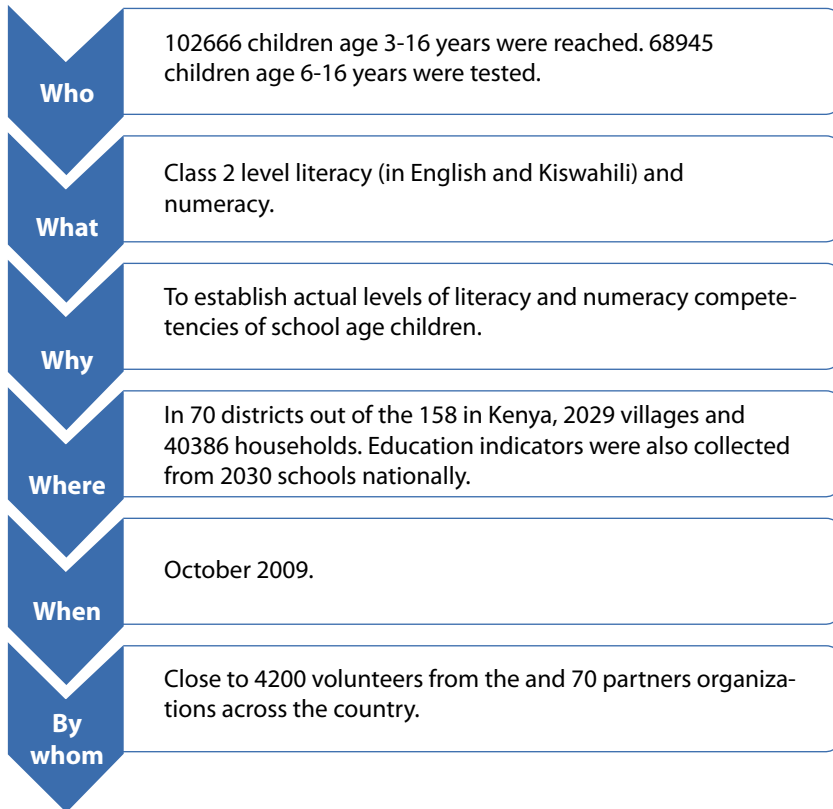 Who
102666 children age 3-16 years were reached. 68945
children age 6-16 years were tested.
What
Class 2 level literacy (in English and Kiswahili) and
numeracy.
Why
To establish actual levels of literacy and numeracy compete-
tencies of school age children.
Where
In 70 districts out of the 158 in Kenya, 2029 villages and
40386 households. Education indicators were also collected
from 2030 schools nationally.
When
October 2009.
By
whom
Close to 4200 volunteers from the and 70 partners organiza-
tions across the country.